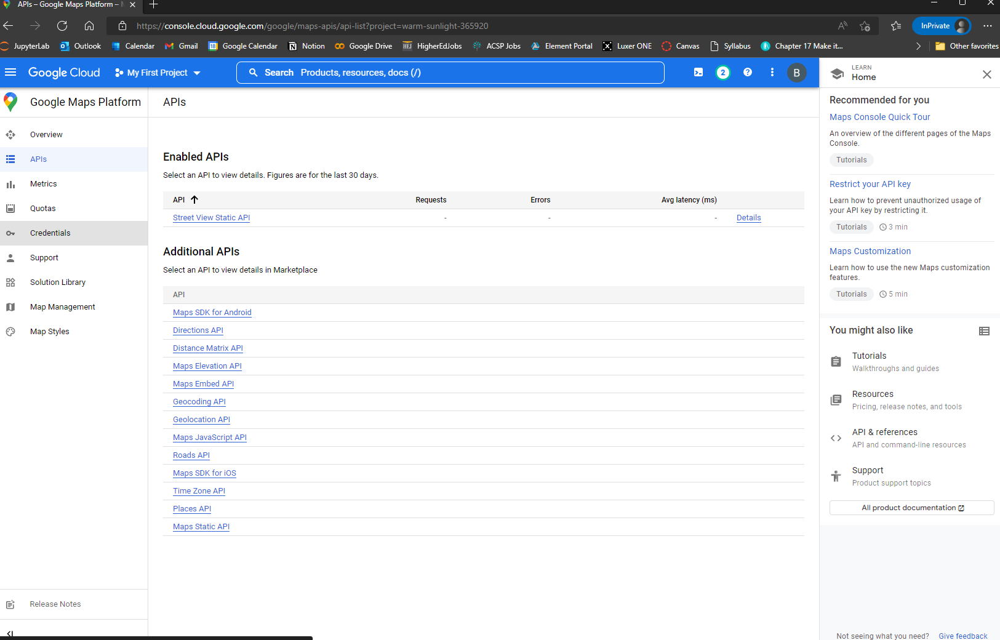 APIs – Google Maps Platform –
https://console.cloud.google.com/google/maps-apis/api-list?project=warm-sunlight-365920
InPrivate
JupyterLab Outlook Calendar Gmail Google Calendar Notion Google Drive HigherEdJobs ACSP Jobs Element Portal Luxer ONE Canvas Syllabus Chapter 17 Make it... Other favorites
Google Cloud My First Project Search Products, resources, docs (/) 2 ? B
Google Maps Platform
Overview
APIs
Metrics
Quotas
Credentials
Support
Solution Library
Map Management
Map Styles
Release Notes
APIs
Enabled APIs
Select an API to view details. Figures are for the last 30 days.
API Requests Errors Avg latency (ms)
Street View Static API - - - Details
Additional APIs
Select an API to view details in Marketplace
API
Maps SDK for Android
Directions API
Distance Matrix API
Maps Elevation API
Maps Embed API
Geocoding API
Geolocation API
Maps JavaScript API
Roads API
Maps SDK for iOS
Time Zone API
Places API
Maps Static API
LEARN
Home
Recommended for you
Maps Console Quick Tour
An overview of the different pages of the Maps
Console.
Tutorials
Restrict your API key
Learn how to prevent unauthorized usage of
your API key by restricting it.
Tutorials 3 min
Maps Customization
Learn how to use the new Maps customization
features.
Tutorials 5 min
You might also like
Tutorials
Walkthroughs and guides
Resources
Pricing, release notes, and tools
API & references
API and command-line resources
Support
Product support topics
All product documentation
Not seeing what you need? Give feedback